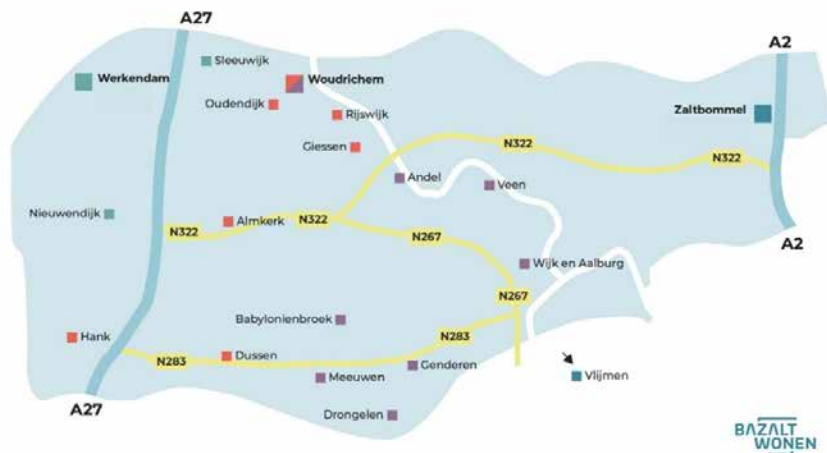 A27
A2
Sleeuwijk
Werkendam
Woudrichem
Oudendijk
Rijswijk
Zaltbommel
Giessen
N322
N322
Andel
Veen
Nieuwendijk
Almkerk
N322
N322
N267
A2
Wijk en Aalburg
N267
Babylonienbroek
Hank
N283
N283
Dussen
Genderen
Meeuwen
Vlijmen
A27
Drongelen
BAZALT
WONEN